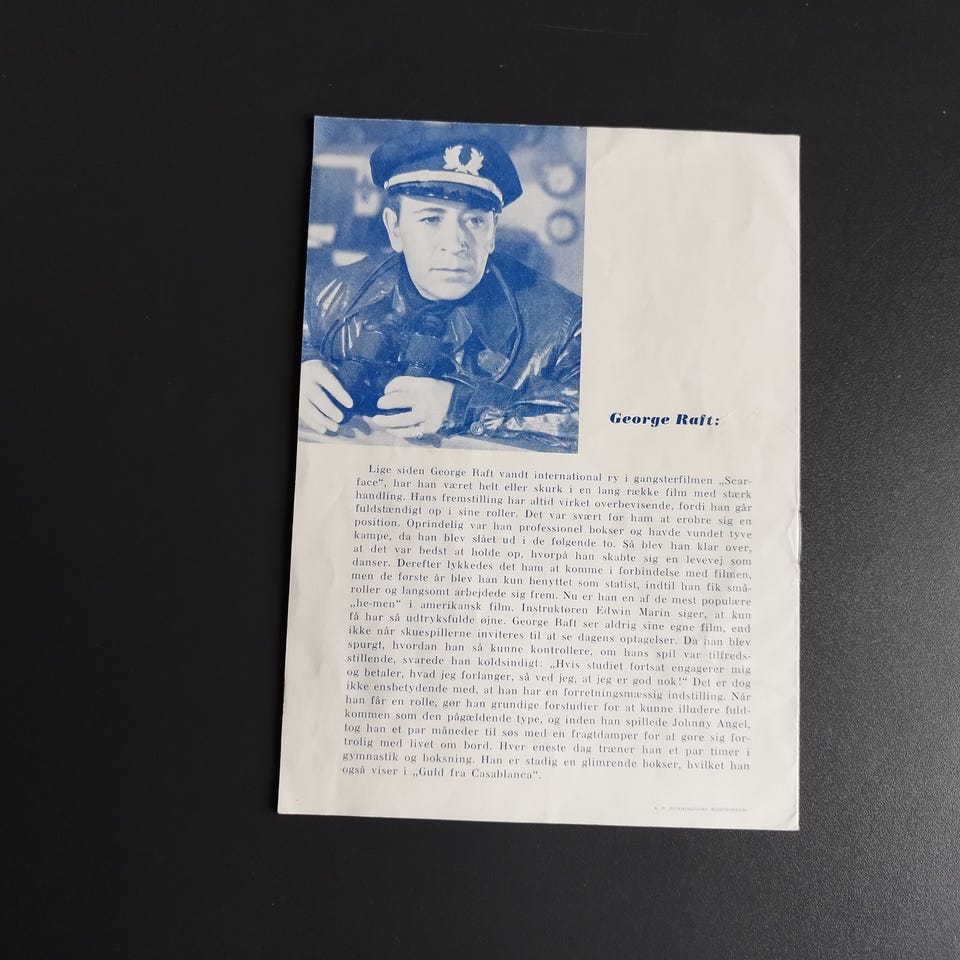 George Raft:
Lige siden George Raft vandt international ry i gangsterfilmen „Scar-
face“, har han været helt eller skurk i en lang række film med stærk
handling. Hans fremstilling har altid virket overbevisende, fordi han går
fuldstændigt op i sine roller. Det var svært for ham at erobre sig en
position. Oprindelig var han professionel bokser og havde vundet tyve
kampe, da han blev slået ud i de følgende to. Så blev han klar over,
at det var bedst at holde op, hvorpå han skabte sig en levevej som
danser. Derefter lykkedes det ham at komme i forbindelse med filmen,
men de første år blev han kun benyttet som statist, indtil han fik små-
roller og langsomt arbejdede sig frem. Nu er han en af de mest populære
„he-men“ i amerikansk film. Instruktøren Edwin Marin siger, at kun
få har så udtryksfulde øjne. George Raft ser aldrig sine egne film, end
ikke når skuespillerne inviteres til at se dagens optagelser. Da han blev
spurgt, hvordan han så kunne kontrollere, om hans spil var tilfreds-
stillende, svarede han koldsindigt: „Hvis studiet fortsat engagerer mig
og betaler, hvad jeg forlanger, så ved jeg, at jeg er god nok!“ Det er dog
ikke ensbetydende med, at han har en forretningsmæssig indstilling. Når
han får en rolle, gør han grundige forstudier for at kunne illudere fuld-
kommen som den pågældende type, og inden han spillede Johnny Angel,
tog han et par måneder til søs med en fragtdamper for at gøre sig for-
trolig med livet om bord. Hver eneste dag træner han et par timer i
gymnastik og boksning. Han er stadig en glimrende bokser, hvilket han
også viser i „Guld fra Casablanca“.